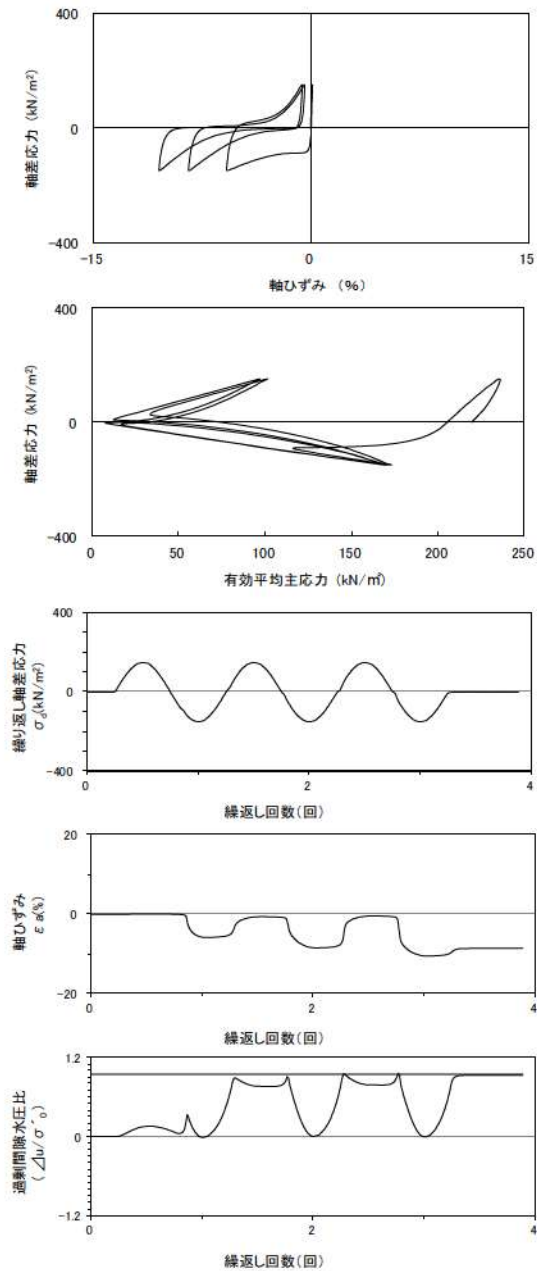 400
0
-400
軸差応力 (kN/m²)
-15
0
15
軸ひずみ (%)
400
0
-400
軸差応力 (kN/m²)
0
50
100
150
200
250
有効平均主応力 (kN/㎡)
400
0
-400
繰り返し軸差応力
σd(kN/m²)
0
2
4
繰返し回数(回)
20
0
-20
軸ひずみ
εa(%)
0
2
4
繰返し回数(回)
1.2
0
-1.2
過剰間隙水圧比
(⊿u/σ´0)
0
2
4
繰返し回数(回)